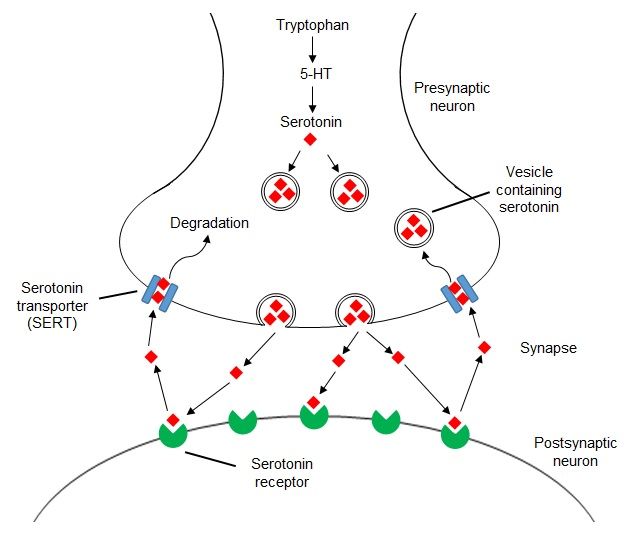 Tryptophan
5-HT
Presynaptic
neuron
Serotonin
Vesicle
containing
serotonin
Degradation
Serotonin
transporter
(SERT)
Synapse
Postsynaptic
neuron
Serotonin
receptor